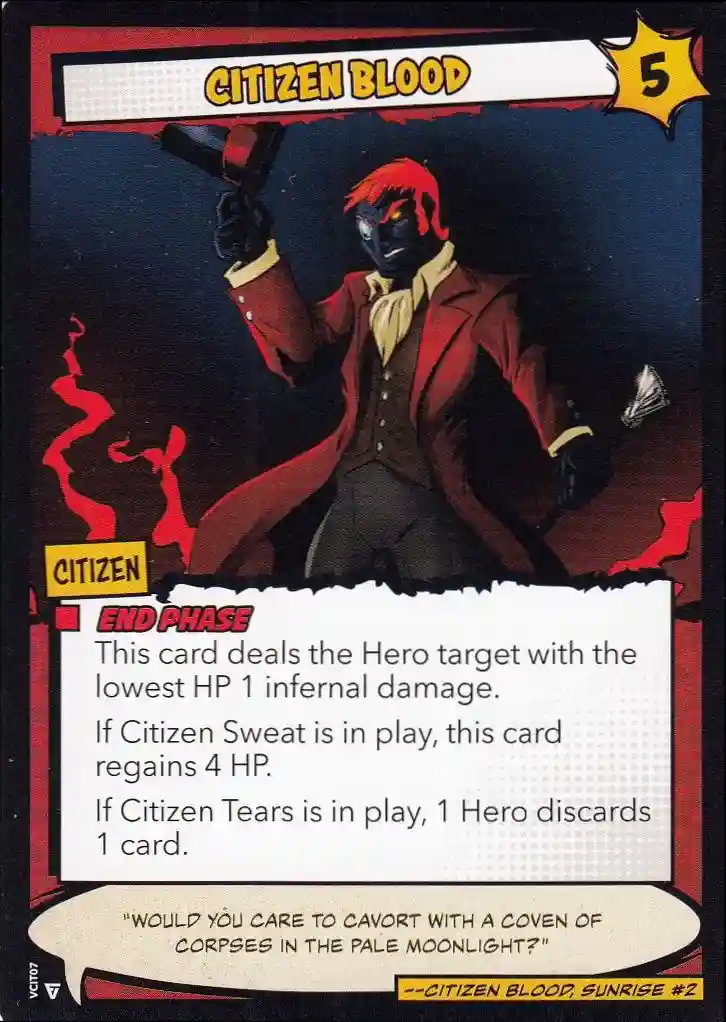 CITIZEN BLOOD
5
CITIZEN
END PHASE
This card deals the Hero target with the
lowest HP 1 infernal damage.
If Citizen Sweat is in play, this card
regains 4 HP.
If Citizen Tears is in play, 1 Hero discards
1 card.
"WOULD YOU CARE TO CAVORT WITH A COVEN OF
CORPSES IN THE PALE MOONLIGHT?"
--CITIZEN BLOOD, SUNRISE #2
VCIT07